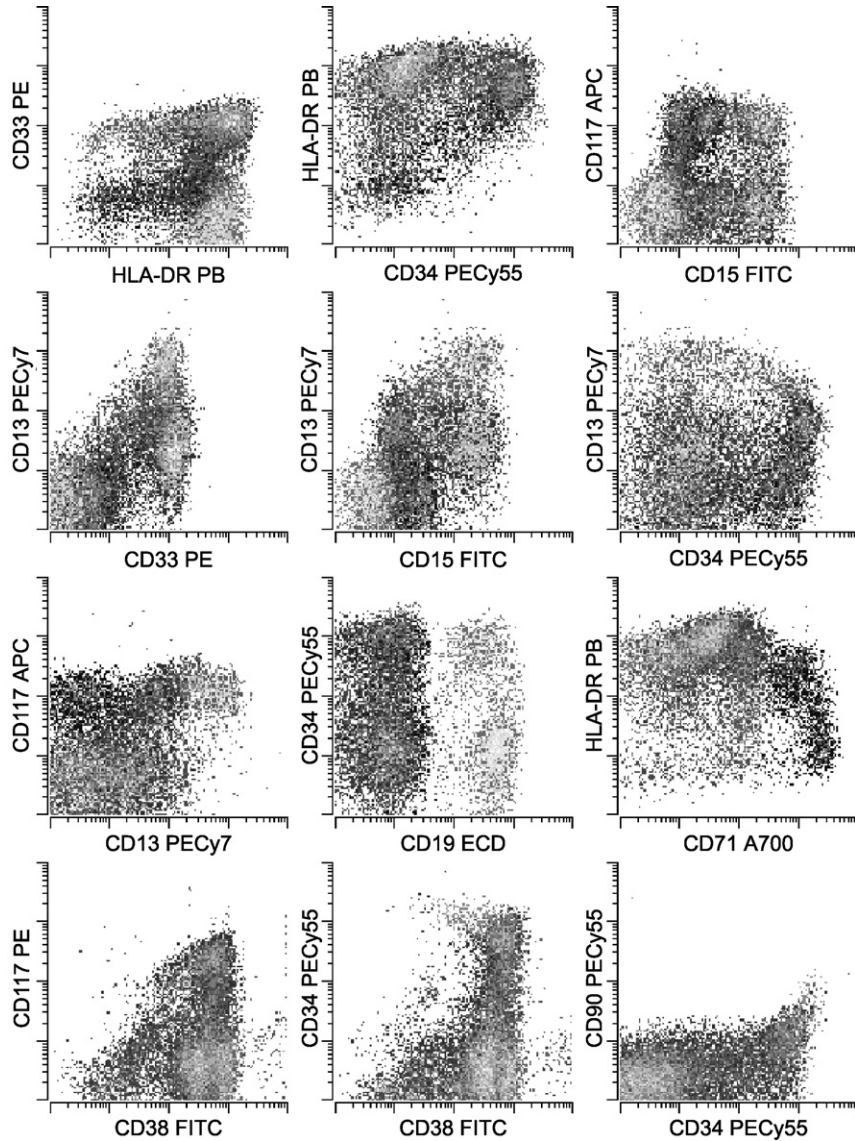 CD33 PE
HLA-DR PB
HLA-DR PB
CD34 PECy55
CD117 APC
CD15 FITC
CD13 PECy7
CD33 PE
CD13 PECy7
CD15 FITC
CD13 PECy7
CD34 PECy55
CD117 APC
CD13 PECy7
CD34 PECy55
CD19 ECD
HLA-DR PB
CD71 A700
CD117 PE
CD38 FITC
CD34 PECy55
CD38 FITC
CD90 PECy55
CD34 PECy55